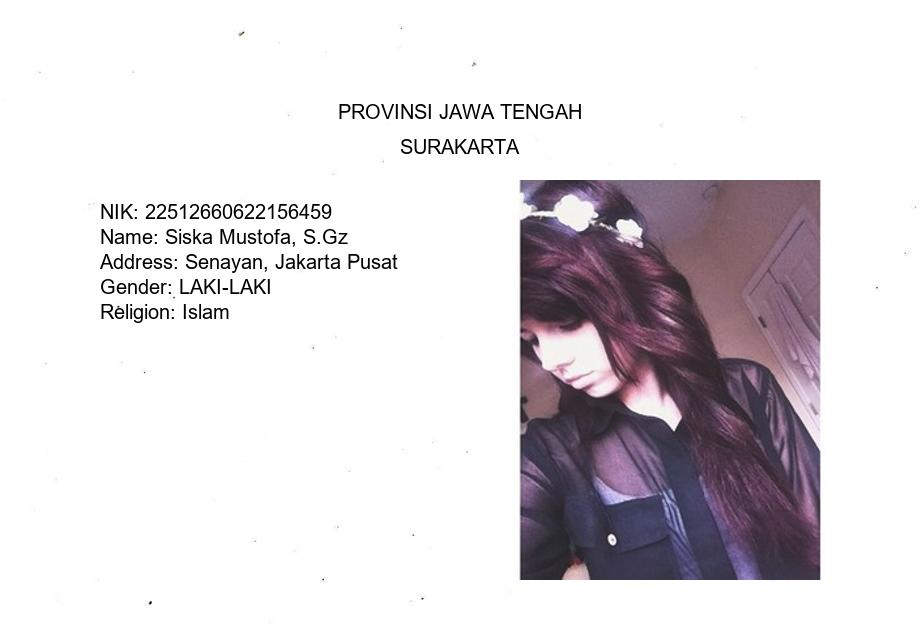 PROVINSI JAWA TENGAH
SURAKARTA
NIK: 22512660622156459
Name: Siska Mustofa, S.Gz
Address: Senayan, Jakarta Pusat
Gender: LAKI-LAKI
Religion: Islam